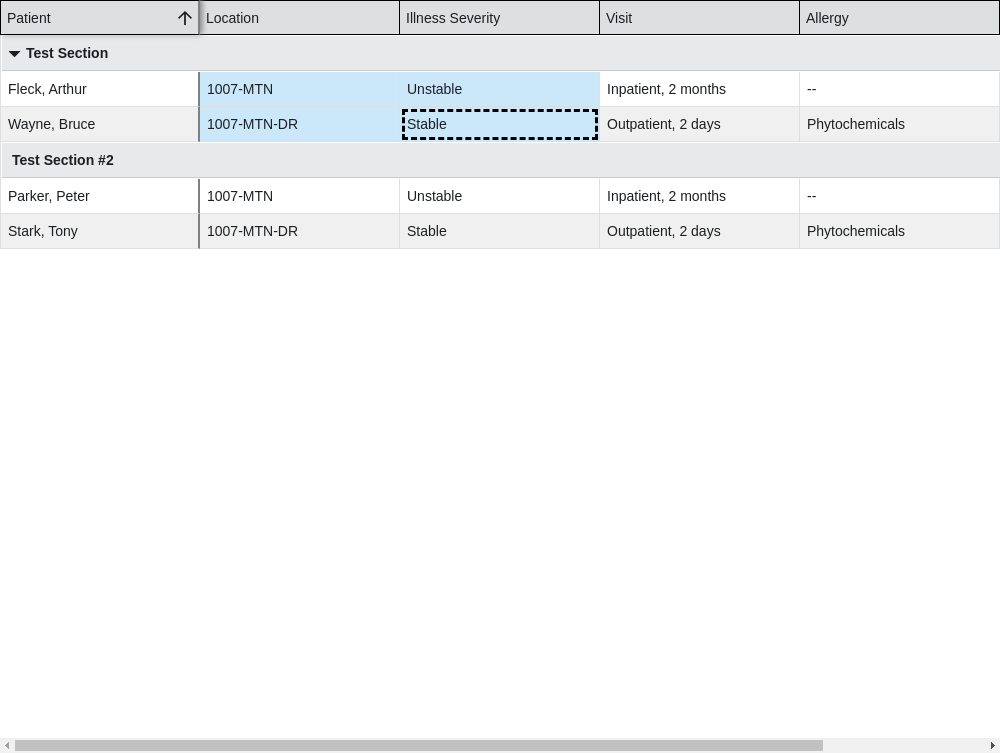 Patient Location Illness Severity Visit Allergy
Test Section
Fleck, Arthur 1007-MTN Unstable Inpatient, 2 months --
Wayne, Bruce 1007-MTN-DR Stable Outpatient, 2 days Phytochemicals
Test Section #2
Parker, Peter 1007-MTN Unstable Inpatient, 2 months --
Stark, Tony 1007-MTN-DR Stable Outpatient, 2 days Phytochemicals